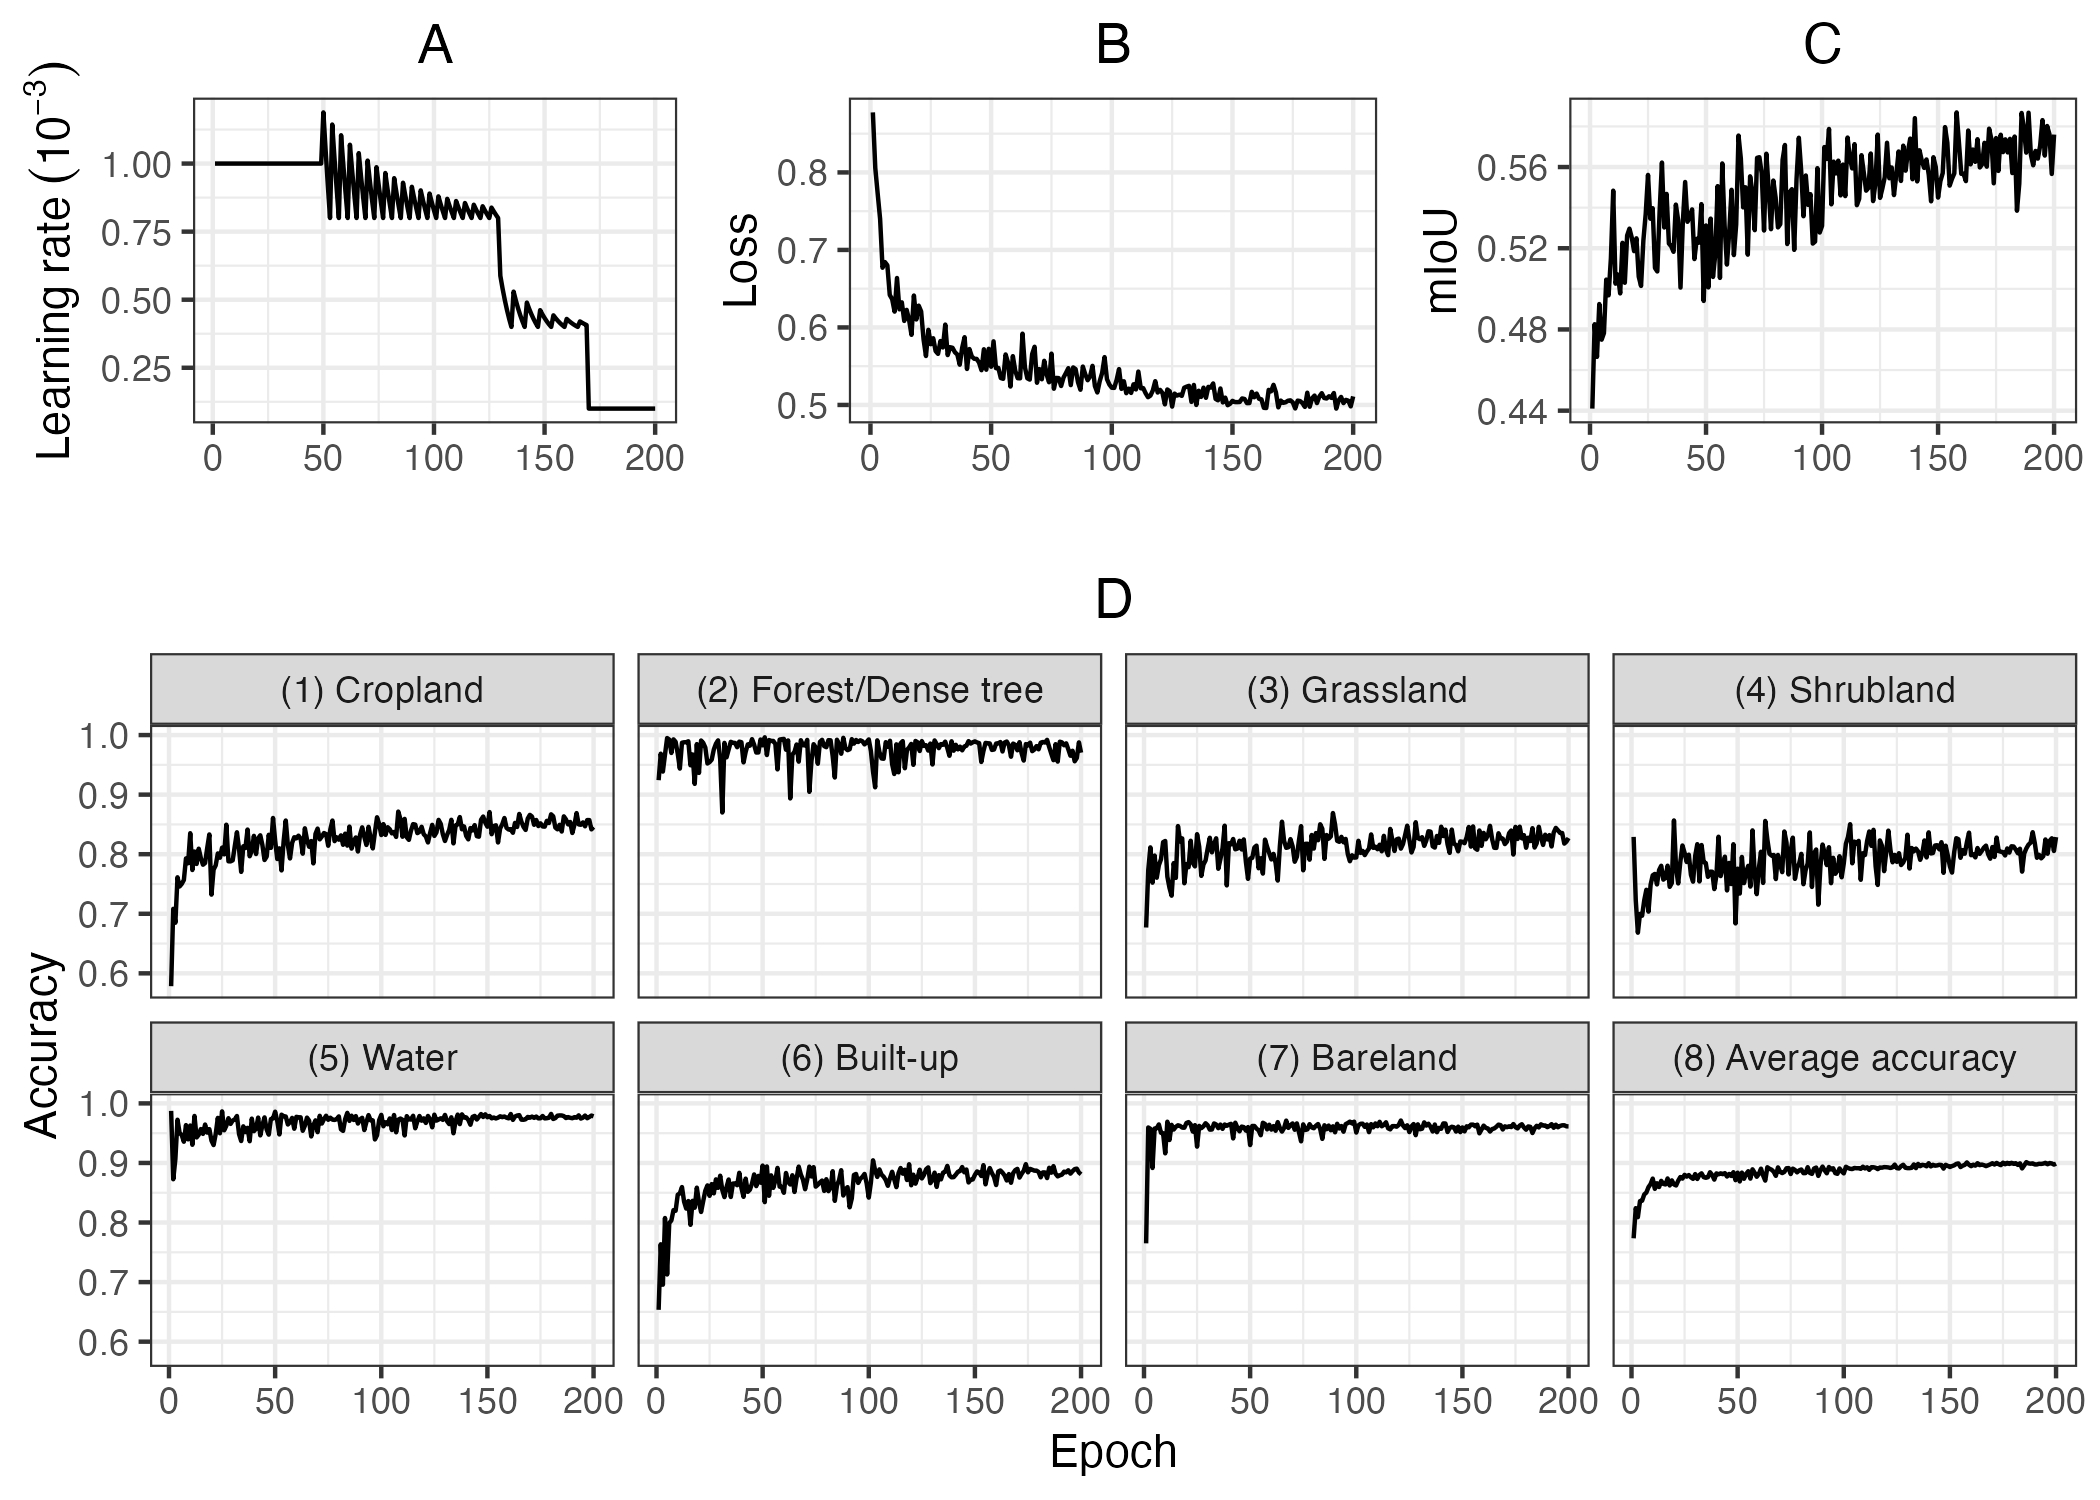 A
B
C
Learning rate (10⁻³)
1.00
0.75
0.50
0.25
0 50 100 150 200
Loss
0.8
0.7
0.6
0.5
0 50 100 150 200
mIoU
0.56
0.52
0.48
0.44
0 50 100 150 200
D
Accuracy
(1) Cropland
(2) Forest/Dense tree
(3) Grassland
(4) Shrubland
1.0
0.9
0.8
0.7
0.6
(5) Water
(6) Built-up
(7) Bareland
(8) Average accuracy
1.0
0.9
0.8
0.7
0.6
0 50 100 150 200
0 50 100 150 200
0 50 100 150 200
0 50 100 150 200
Epoch